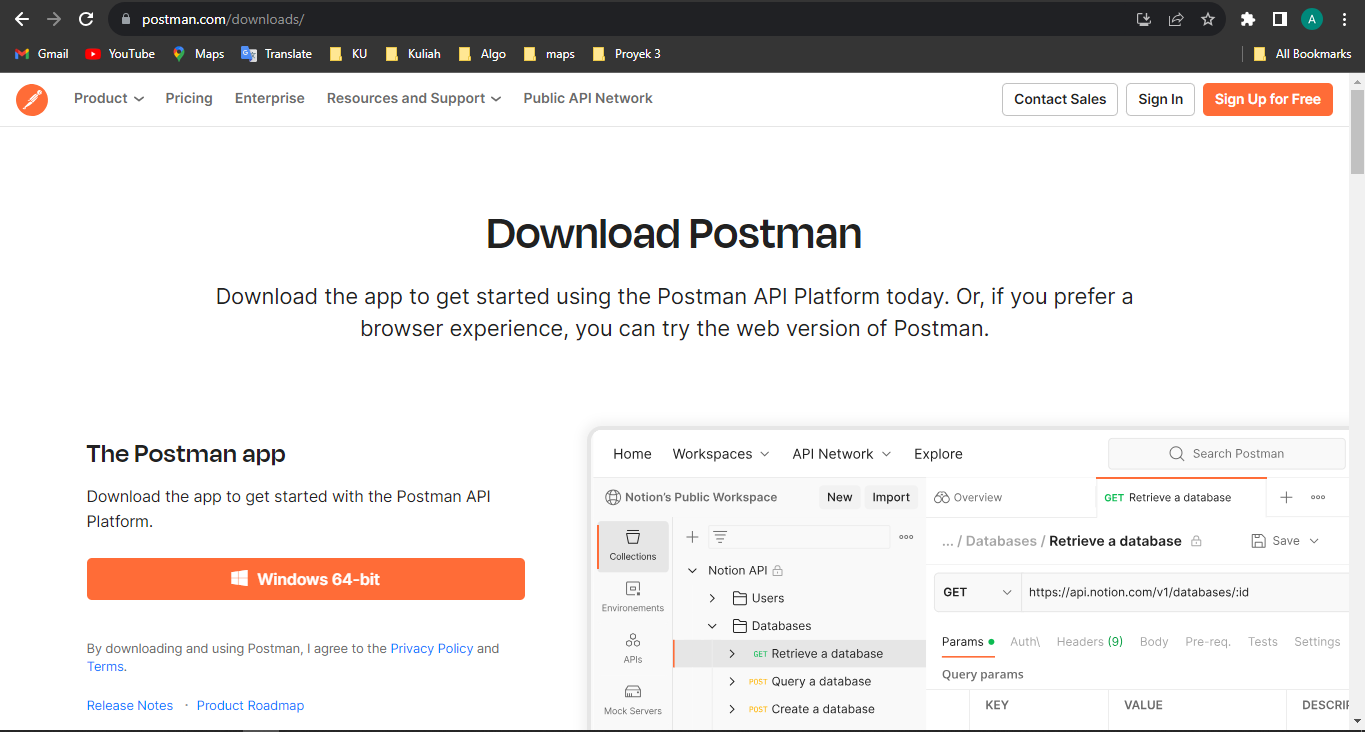 postman.com/downloads/
A
Gmail YouTube Maps Translate KU Kuliah Algo maps Proyek 3 All Bookmarks
Product Pricing Enterprise Resources and Support Public API Network Contact Sales Sign In Sign Up for Free
Download Postman
Download the app to get started using the Postman API Platform today. Or, if you prefer a
browser experience, you can try the web version of Postman.
The Postman app
Download the app to get started with the Postman API
Platform.
Windows 64-bit
By downloading and using Postman, I agree to the Privacy Policy and
Terms.
Release Notes · Product Roadmap
Home Workspaces API Network Explore Search Postman
Notion's Public Workspace New Import Overview GET Retrieve a database
Collections
Environements
APIs
Mock Servers
Notion API
Users
Databases
GET Retrieve a database
POST Query a database
POST Create a database
... / Databases / Retrieve a database Save
GET https://api.notion.com/v1/databases/:id
Params Auth\ Headers (9) Body Pre-req. Tests Settings
Query params
KEY VALUE DESCRI